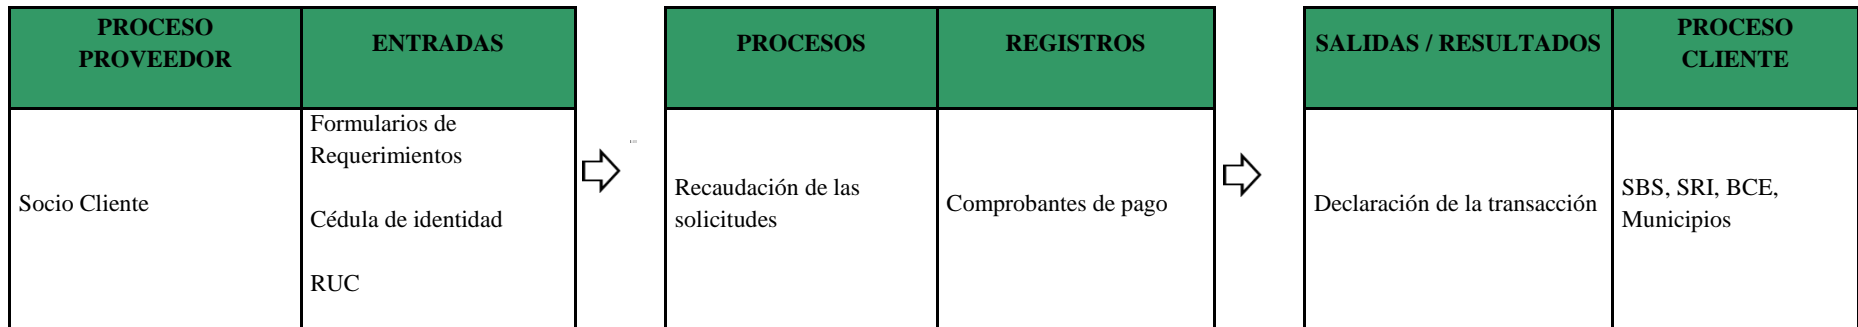 PROCESO
PROVEEDOR
ENTRADAS
PROCESOS
REGISTROS
SALIDAS / RESULTADOS
PROCESO
CLIENTE
Socio Cliente
Formularios de
Requerimientos
Cédula de identidad
RUC
Recaudación de las
solicitudes
Comprobantes de pago
Declaración de la transacción
SBS, SRI, BCE,
Municipios